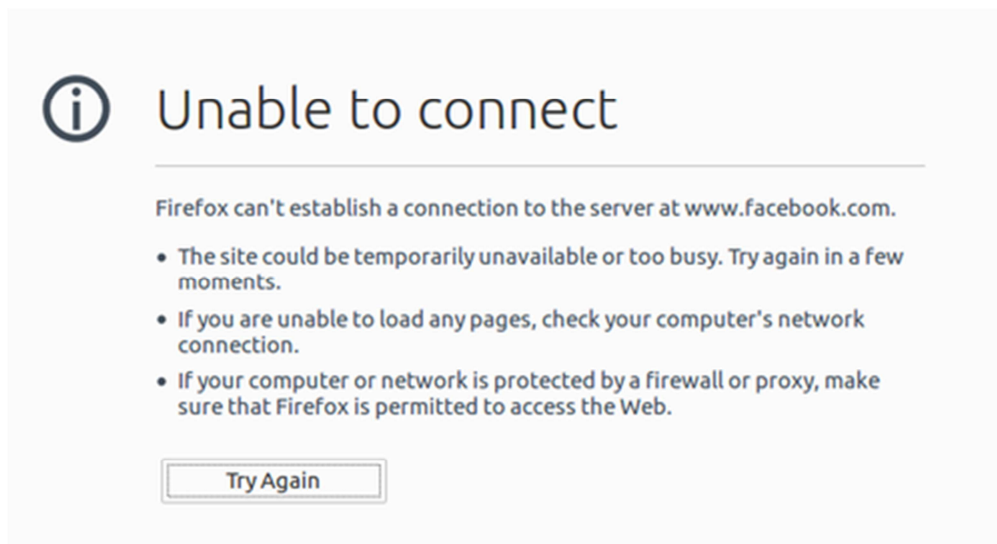 Unable to connect
Firefox can't establish a connection to the server at www.facebook.com.
• The site could be temporarily unavailable or too busy. Try again in a few
moments.
• If you are unable to load any pages, check your computer's network
connection.
• If your computer or network is protected by a firewall or proxy, make
sure that Firefox is permitted to access the Web.
Try Again